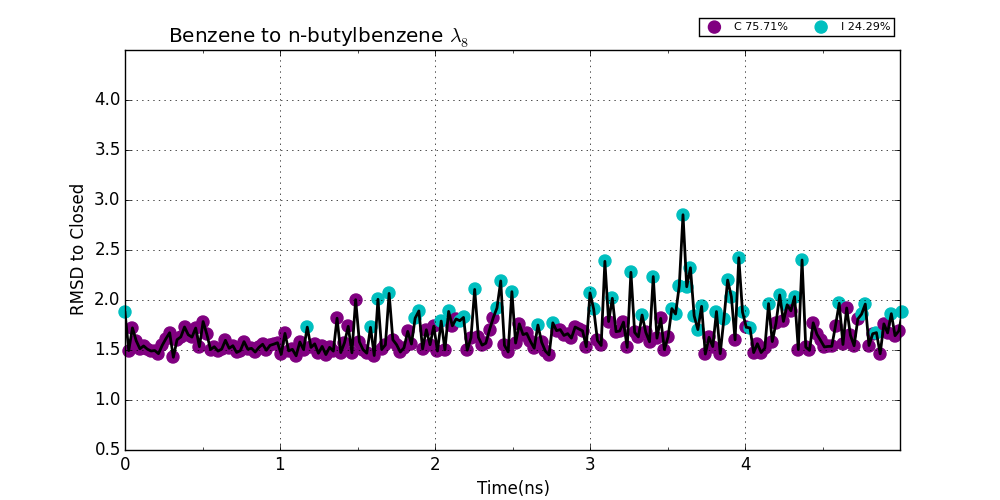 Benzene to n-butylbenzene λ₈
C 75.71% I 24.29%
RMSD to Closed
4.0
3.5
3.0
2.5
2.0
1.5
1.0
0.5
0 1 2 3 4
Time(ns)